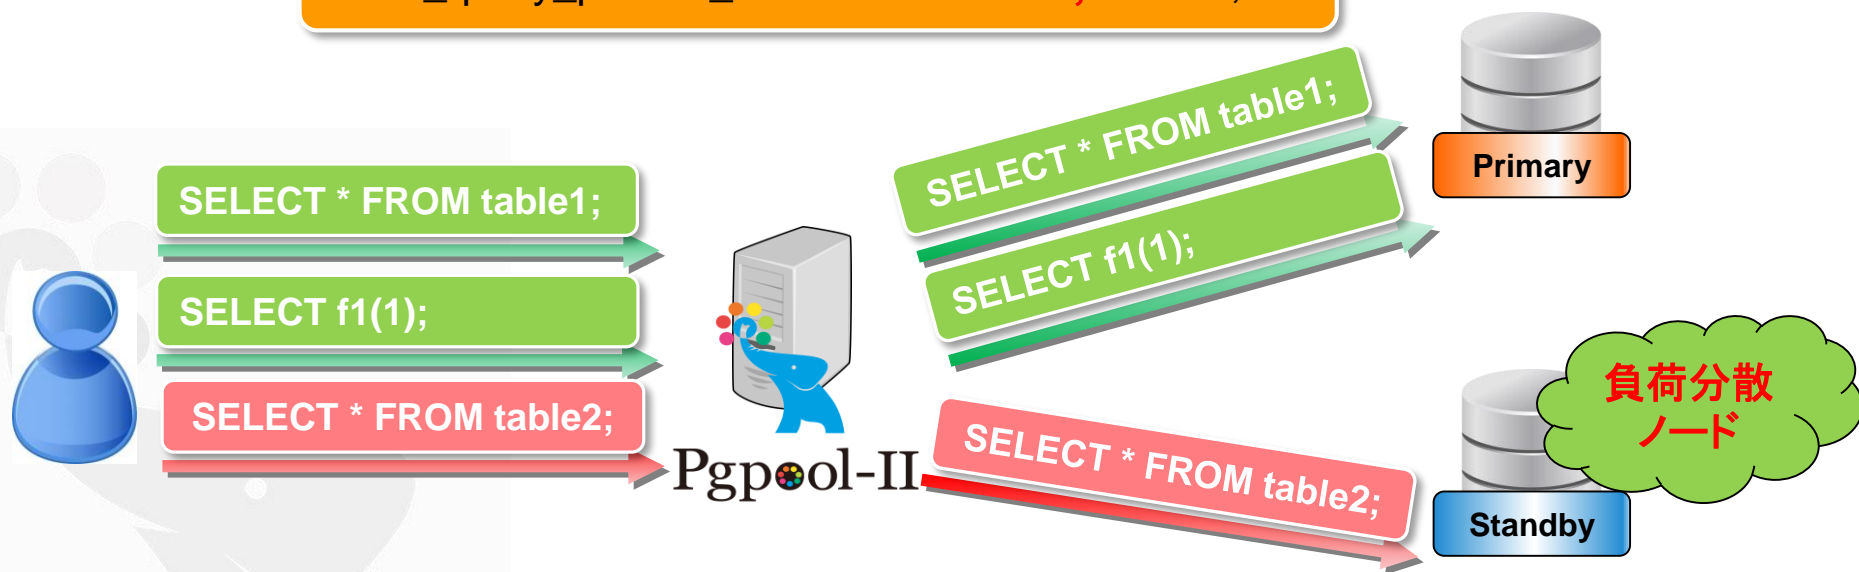 SELECT * FROM table1;
SELECT f1(1);
SELECT * FROM table2;
Pgpool-II
SELECT * FROM table1;
SELECT f1(1);
SELECT * FROM table2;
Primary
負荷分散
ノード
Standby